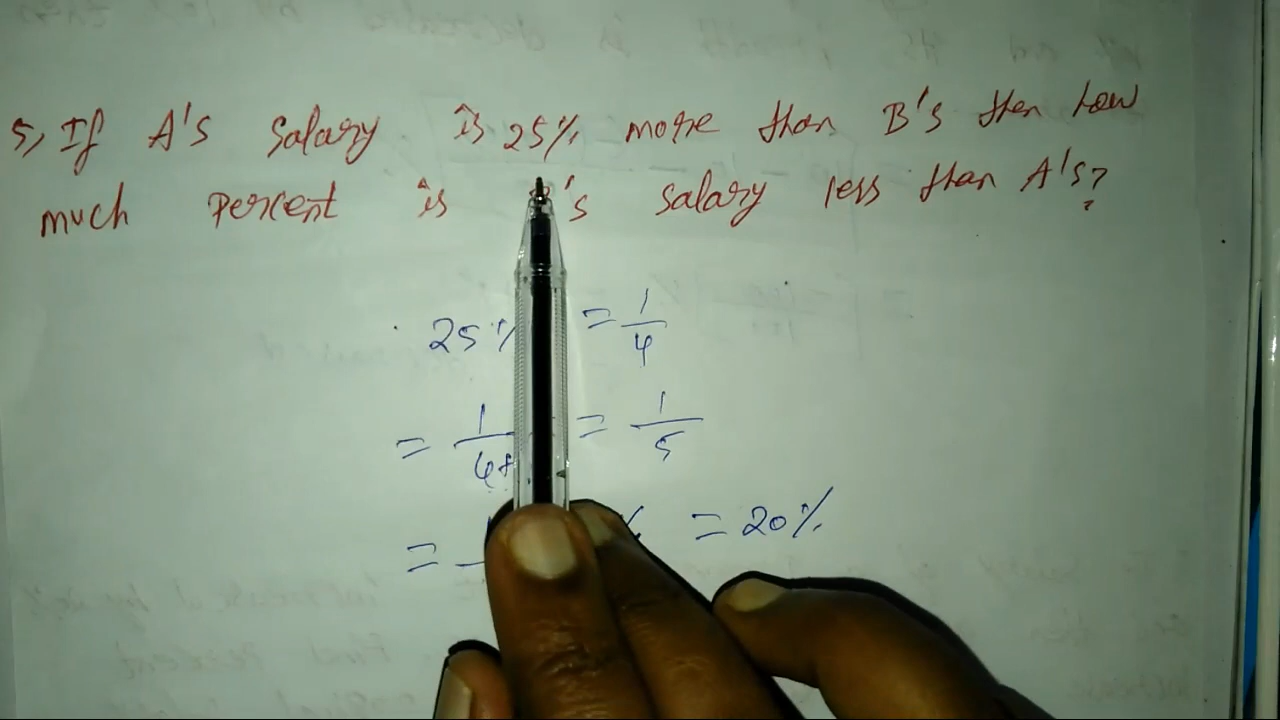 5, If A's Salary is 25% more than B's then how
much percent is 's salary less than A's?
25% = 1/4
= 1/4+ = 1/5
= % = 20%